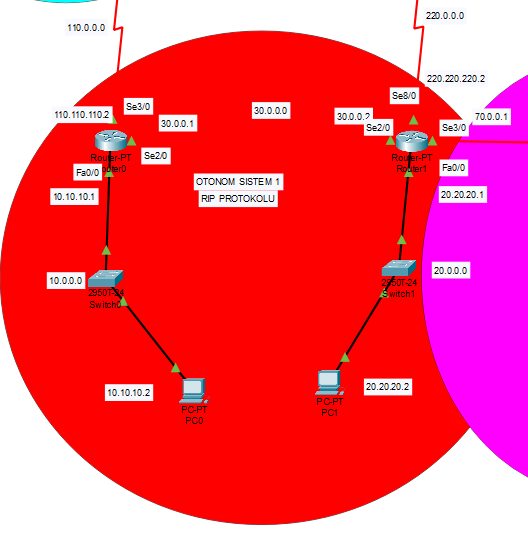 110.0.0.0
220.0.0.0
220.220.220.2
Se3/0
110.110.110.2
30.0.0.1
30.0.0.0
Se8/0
30.0.0.2
Se2/0
Se3/0
70.0.0.1
Router-PT
Se2/0
Fa0/0
10.10.10.1
Router-PT
Router1
Fa0/0
20.20.20.1
OTONOM SISTEM 1
RIP PROTOKOLU
10.0.0.0
2950T-24
Switch0
2950T-24
Switch1
20.0.0.0
10.10.10.2
PC-PT
PC0
PC-PT
PC1
20.20.20.2